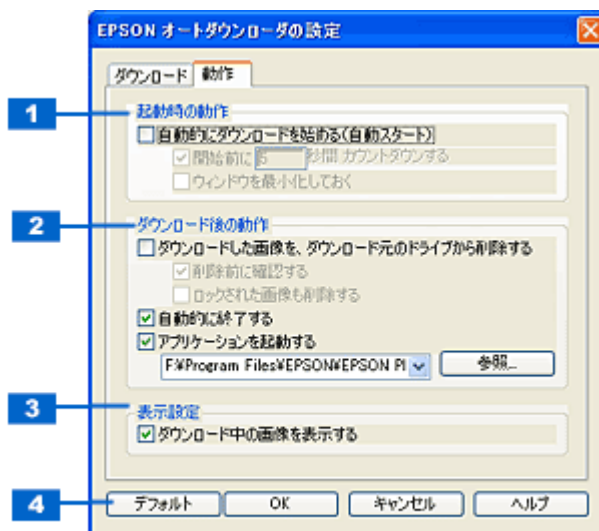 EPSON オートダウンローダの設定
ダウンロード 動作
1
起動時の動作
自動的にダウンロードを始める(自動スタート)
開始前に 5 秒間 カウントダウンする
ウィンドウを最小化しておく
2
ダウンロード後の動作
ダウンロードした画像を、ダウンロード元のドライブから削除する
削除前に確認する
ロックされた画像も削除する
自動的に終了する
アプリケーションを起動する
F:¥Program Files¥EPSON¥EPSON PI 参照...
3
表示設定
ダウンロード中の画像を表示する
4
デフォルト OK キャンセル ヘルプ